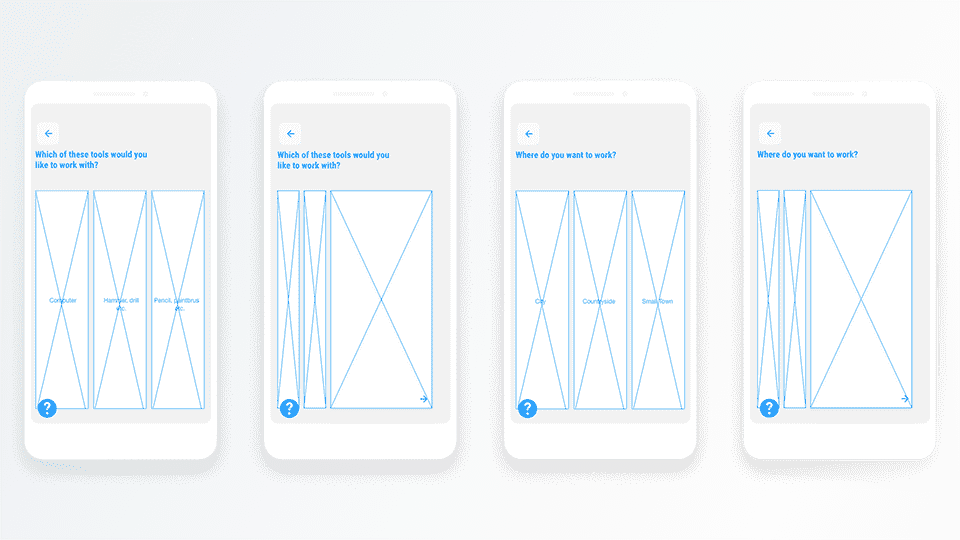 Which of these tools would you
like to work with?
Computer
Hammer, drill
etc.
Pencil, paintbrus
etc.
?
Which of these tools would you
like to work with?
?
Where do you want to work?
City
Countryside
Small Town
?
Where do you want to work?
?